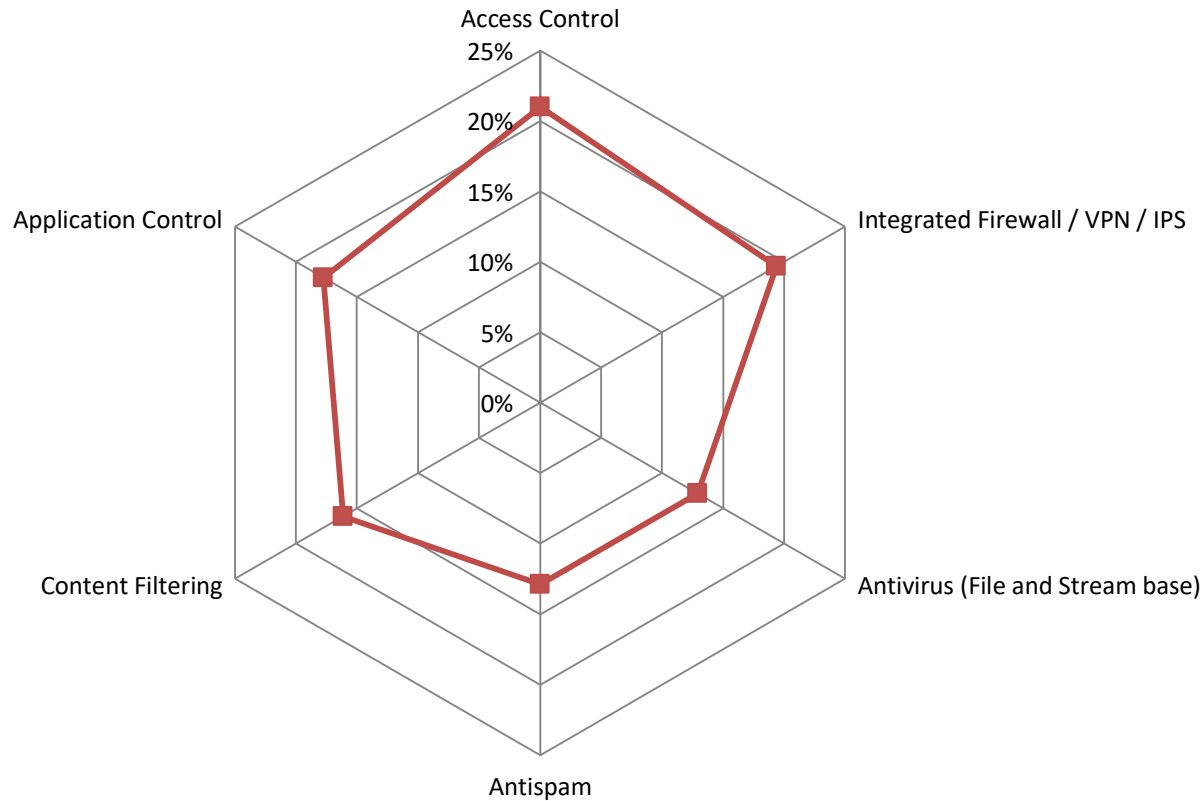 Access Control
25%
20%
15%
10%
5%
0%
Application Control
Integrated Firewall / VPN / IPS
Content Filtering
Antivirus (File and Stream base)
Antispam